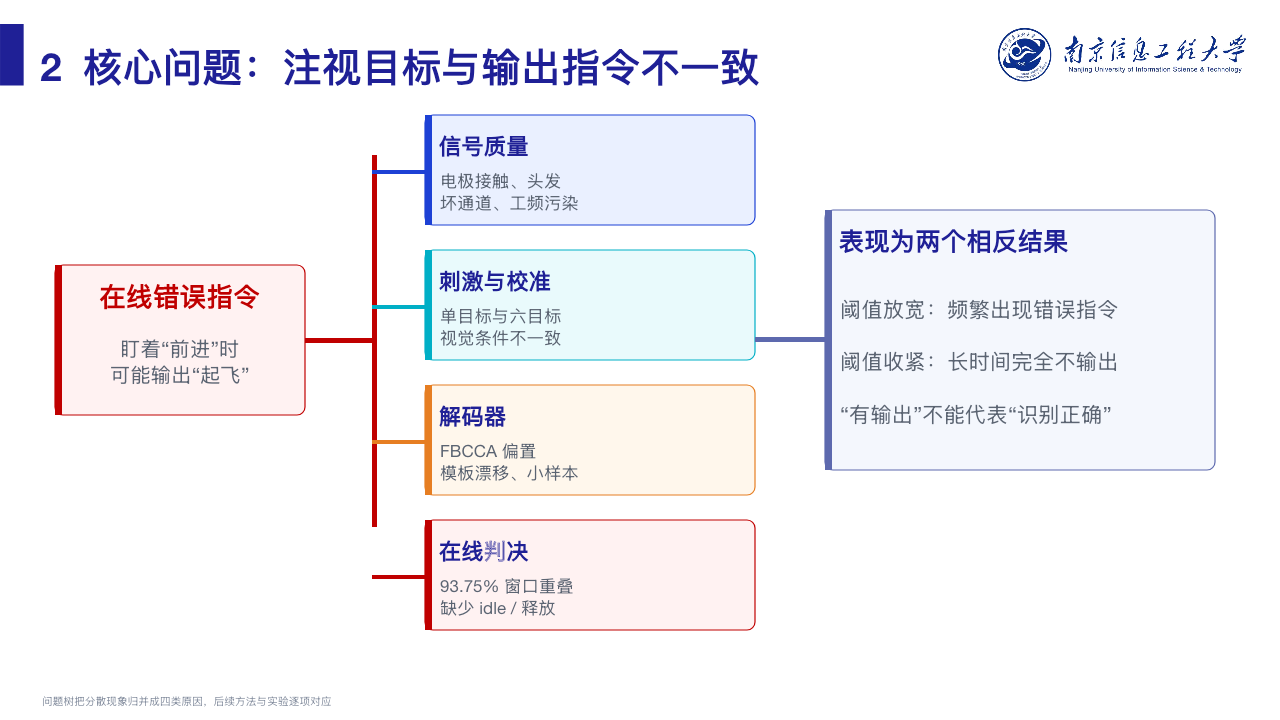 2 核心问题：注视目标与输出指令不一致
南京信息工程大学
Nanjing University of Information Science & Technology
在线错误指令
盯着“前进”时
可能输出“起飞”
信号质量
电极接触、头发
坏通道、工频污染
刺激与校准
单目标与六目标
视觉条件不一致
解码器
FBCCA 偏置
模板漂移、小样本
在线判决
93.75% 窗口重叠
缺少 idle / 释放
表现为两个相反结果
阈值放宽：频繁出现错误指令
阈值收紧：长时间完全不输出
“有输出”不能代表“识别正确”
问题树把分散现象归并成四类原因，后续方法与实验逐项对应